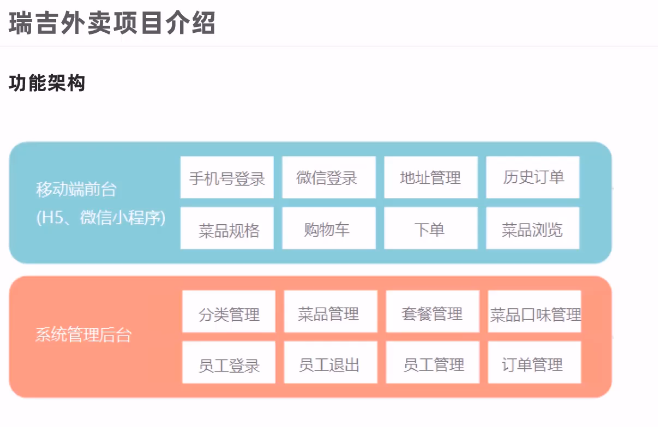 瑞吉外卖项目介绍
功能架构
移动端前台
(H5、微信小程序)
手机号登录 微信登录 地址管理 历史订单
菜品规格 购物车 下单 菜品浏览
系统管理后台
分类管理 菜品管理 套餐管理 菜品口味管理
员工登录 员工退出 员工管理 订单管理